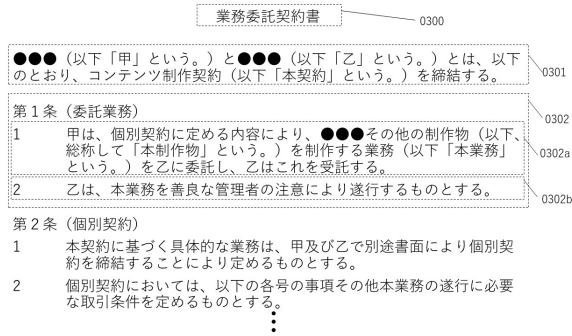 業務委託契約書
0300
●●●（以下「甲」という。）と●●●（以下「乙」という。）とは、以下
のとおり、コンテンツ制作契約（以下「本契約」という。）を締結する。
0301
第１条（委託業務）
0302
1 甲は、個別契約に定める内容により、●●●その他の制作物（以下、
総称して「本制作物」という。）を制作する業務（以下「本業務」
という。）を乙に委託し、乙はこれを受託する。
0302a
2 乙は、本業務を善良な管理者の注意により遂行するものとする。
0302b
第２条（個別契約）
1 本契約に基づく具体的な業務は、甲及び乙で別途書面により個別契
約を締結することにより定めるものとする。
2 個別契約においては、以下の各号の事項その他本業務の遂行に必要
な取引条件を定めるものとする。